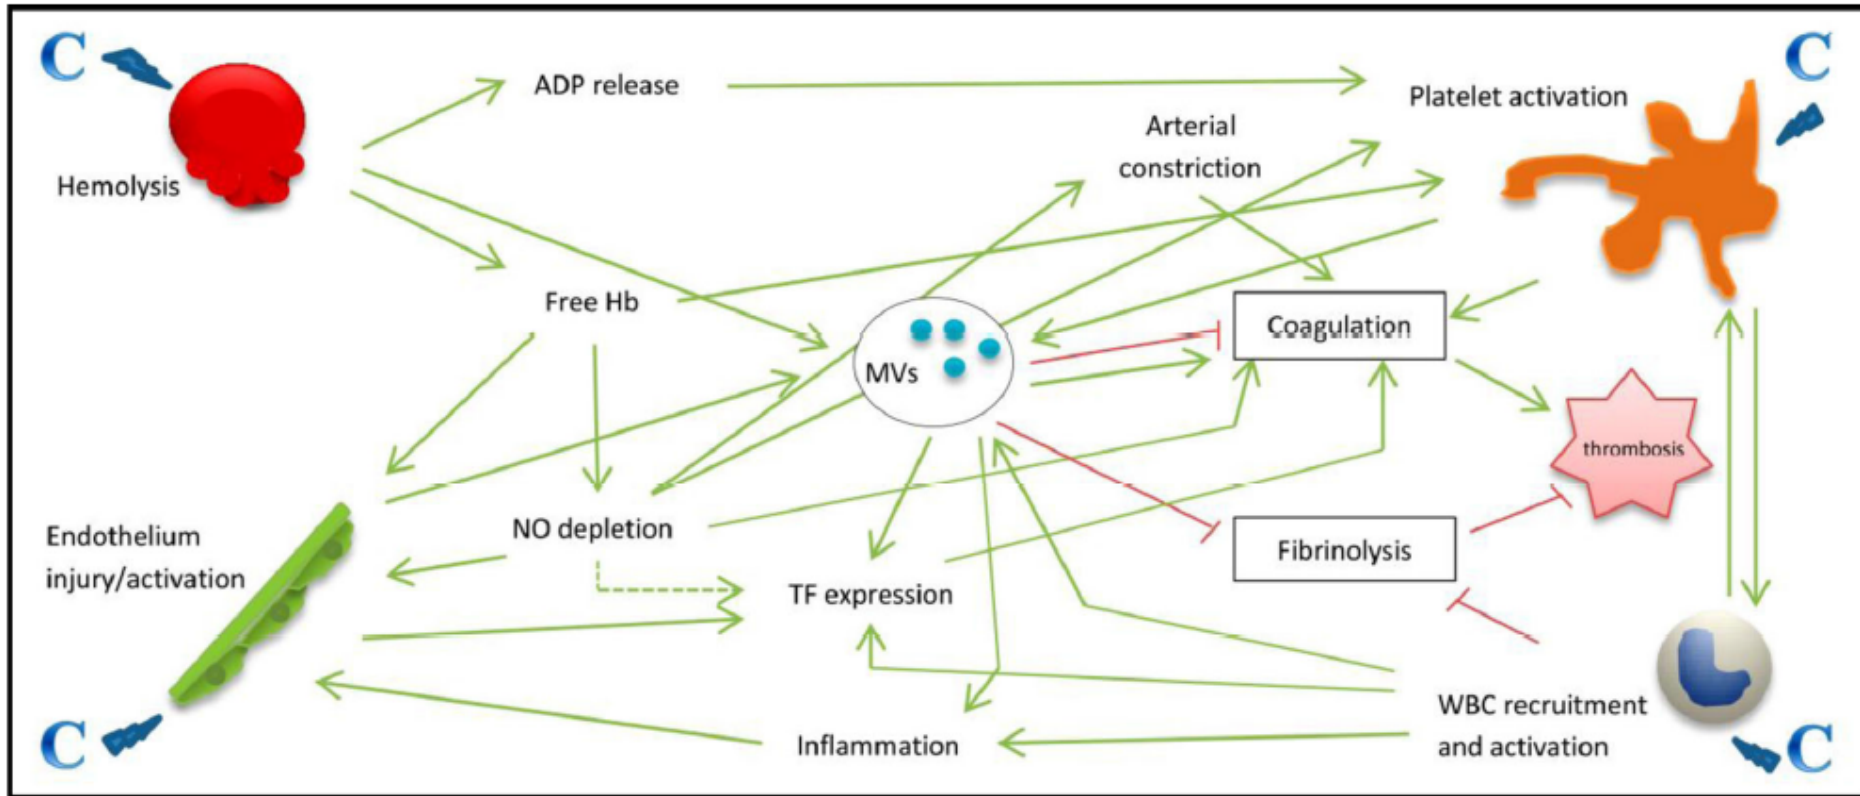 C
C
ADP release
Platelet activation
Arterial
constriction
Hemolysis
Free Hb
Coagulation
MVs
thrombosis
Endothelium
injury/activation
NO depletion
Fibrinolysis
TF expression
WBC recruitment
and activation
Inflammation
C
C